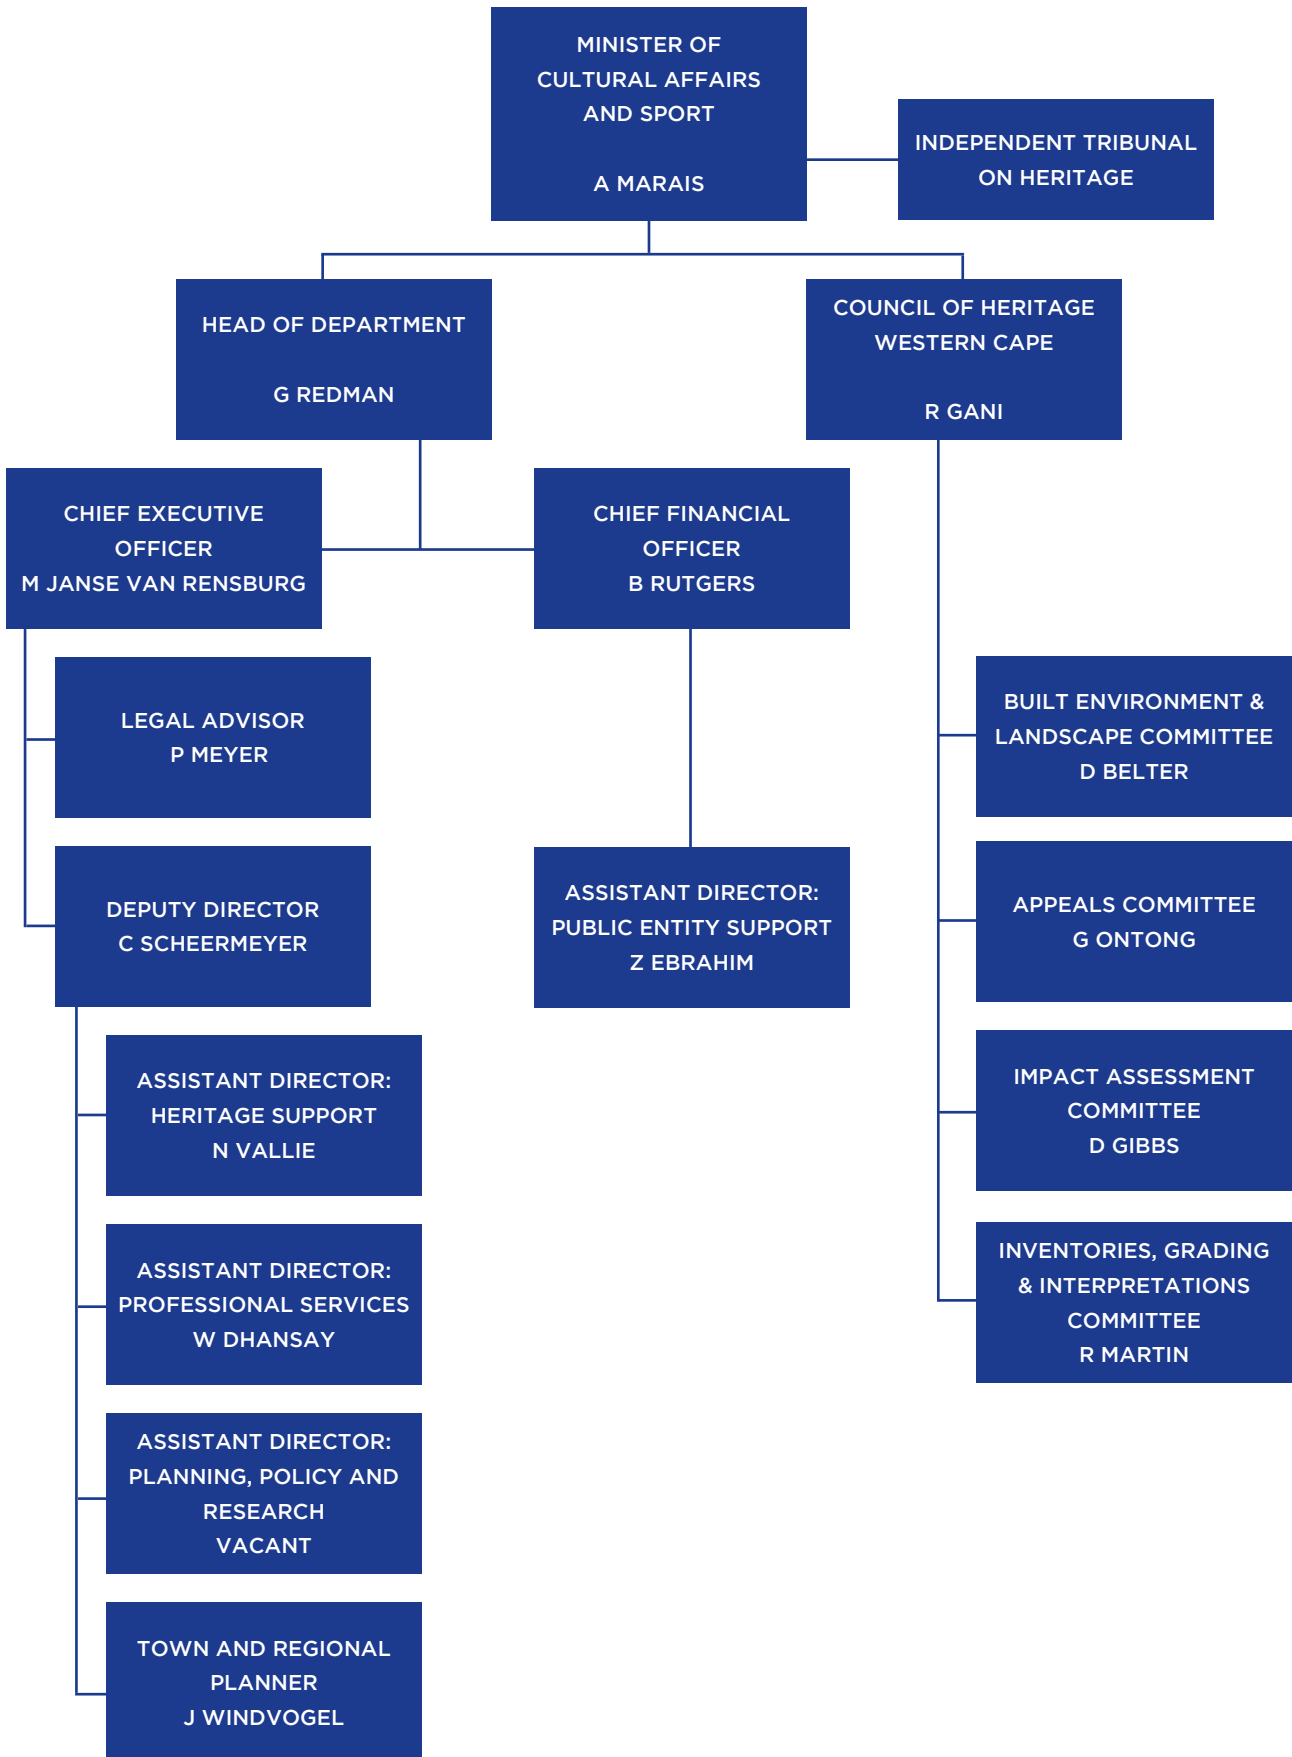 MINISTER OF
CULTURAL AFFAIRS
AND SPORT
A MARAIS
INDEPENDENT TRIBUNAL
ON HERITAGE
HEAD OF DEPARTMENT
G REDMAN
COUNCIL OF HERITAGE
WESTERN CAPE
R GANI
CHIEF EXECUTIVE
OFFICER
M JANSE VAN RENSBURG
CHIEF FINANCIAL
OFFICER
B RUTGERS
LEGAL ADVISOR
P MEYER
BUILT ENVIRONMENT &
LANDSCAPE COMMITTEE
D BELTER
DEPUTY DIRECTOR
C SCHEERMEYER
ASSISTANT DIRECTOR:
PUBLIC ENTITY SUPPORT
Z EBRAHIM
APPEALS COMMITTEE
G ONTONG
ASSISTANT DIRECTOR:
HERITAGE SUPPORT
N VALLIE
IMPACT ASSESSMENT
COMMITTEE
D GIBBS
ASSISTANT DIRECTOR:
PROFESSIONAL SERVICES
W DHANSAY
INVENTORIES, GRADING
& INTERPRETATIONS
COMMITTEE
R MARTIN
ASSISTANT DIRECTOR:
PLANNING, POLICY AND
RESEARCH
VACANT
TOWN AND REGIONAL
PLANNER
J WINDVOGEL